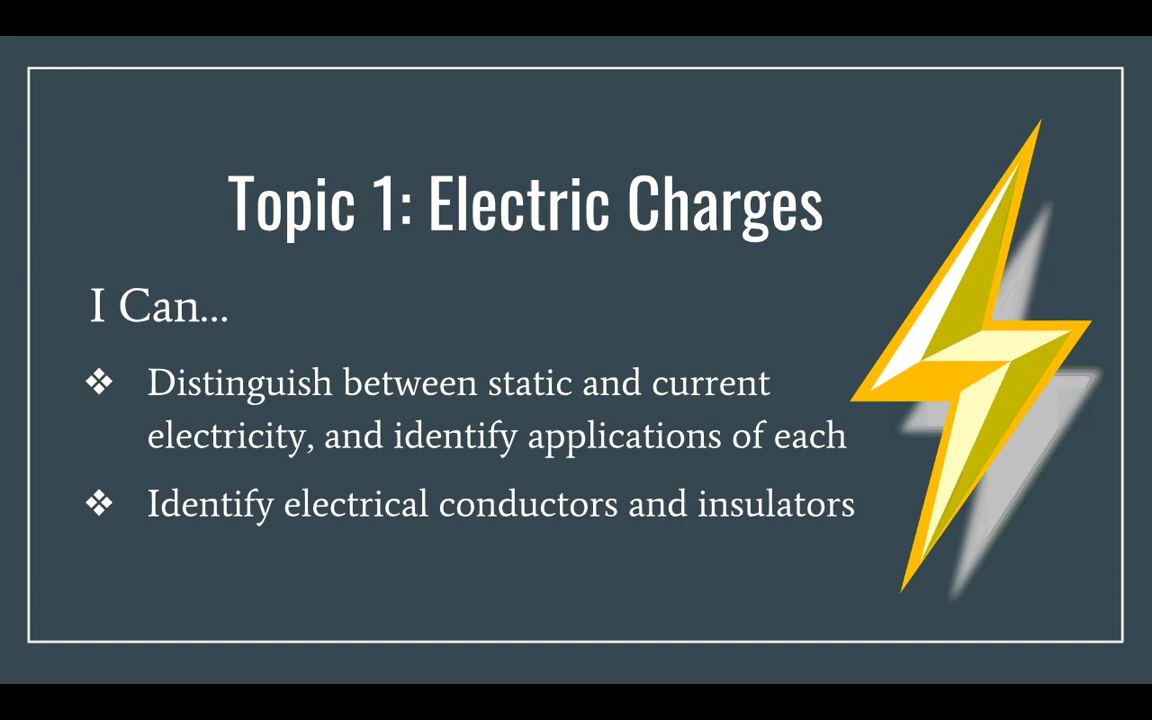 Topic 1: Electric Charges
I Can...
❖ Distinguish between static and current
electricity, and identify applications of each
❖ Identify electrical conductors and insulators